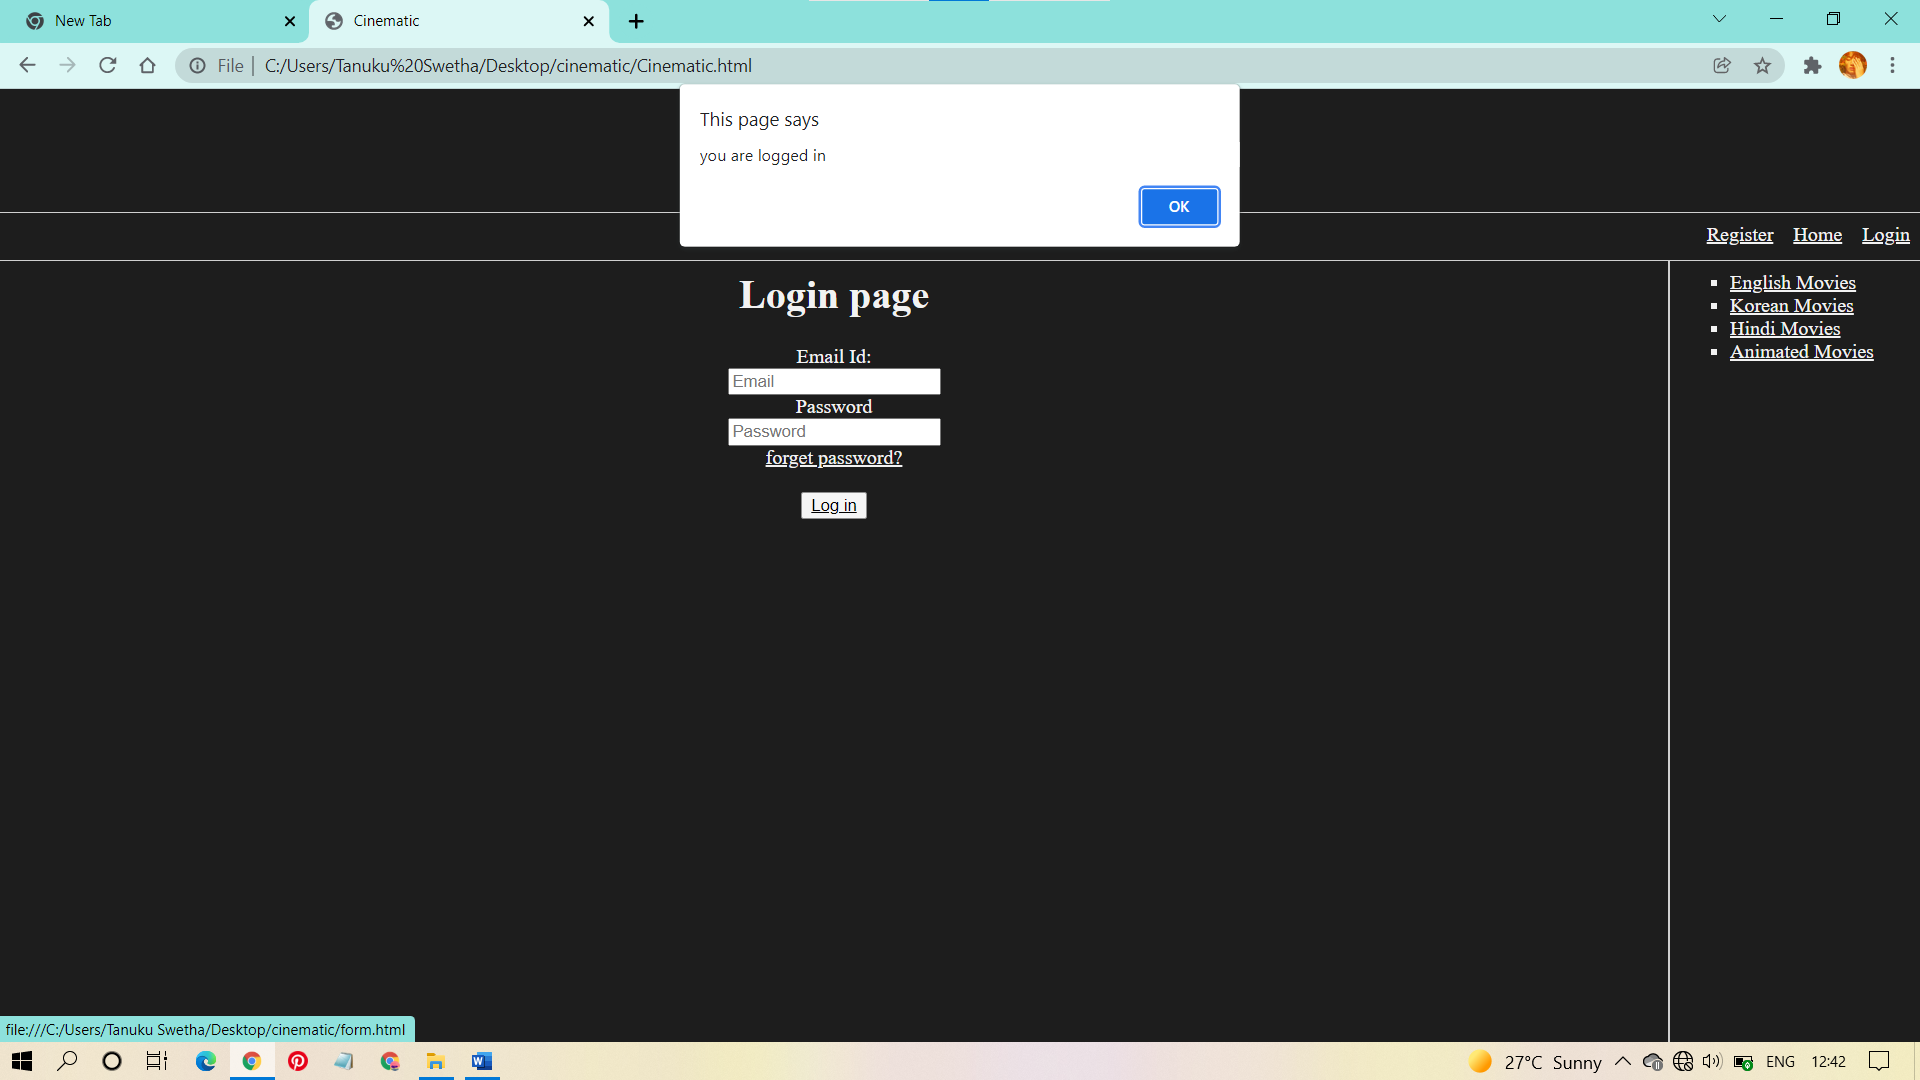 New Tab
Cinematic
File | C:/Users/Tanuku%20Swetha/Desktop/cinematic/Cinematic.html
This page says
you are logged in
OK
Register Home Login
English Movies
Korean Movies
Hindi Movies
Animated Movies
Login page
Email Id:
Email
Password
Password
forget password?
Log in
file:///C:/Users/Tanuku Swetha/Desktop/cinematic/form.html
27°C Sunny ENG 12:42